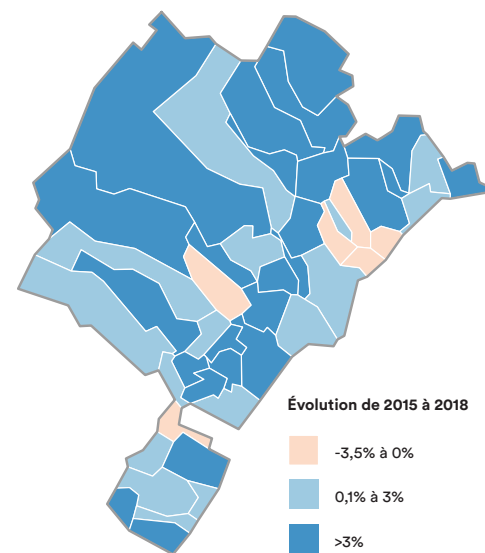 Évolution de 2015 à 2018
-3,5% à 0%
0,1% à 3%
>3%